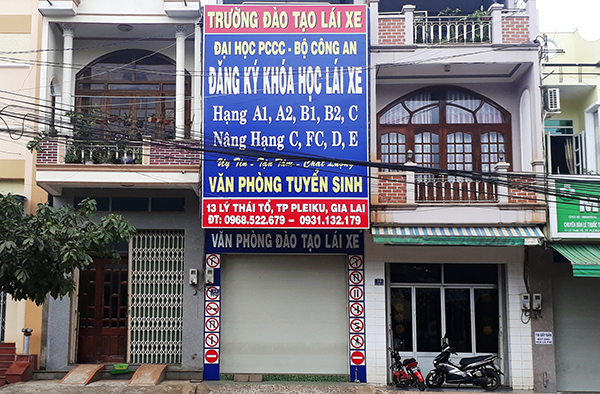 TRƯỜNG ĐÀO TẠO LÁI XE
ĐẠI HỌC PCCC - BỘ CÔNG AN
ĐĂNG KÝ KHÓA HỌC LÁI XE
Hạng A1, A2, B1, B2, C
Nâng Hạng C, FC, D, E
Uy Tín - Tận Tâm - Chất Lượng
VĂN PHÒNG TUYỂN SINH
13 LÝ THÁI TỔ, TP PLEIKU, GIA LAI
ĐT: 0968.522.679 - 0931.132.179
VĂN PHÒNG ĐÀO TẠO LÁI XE